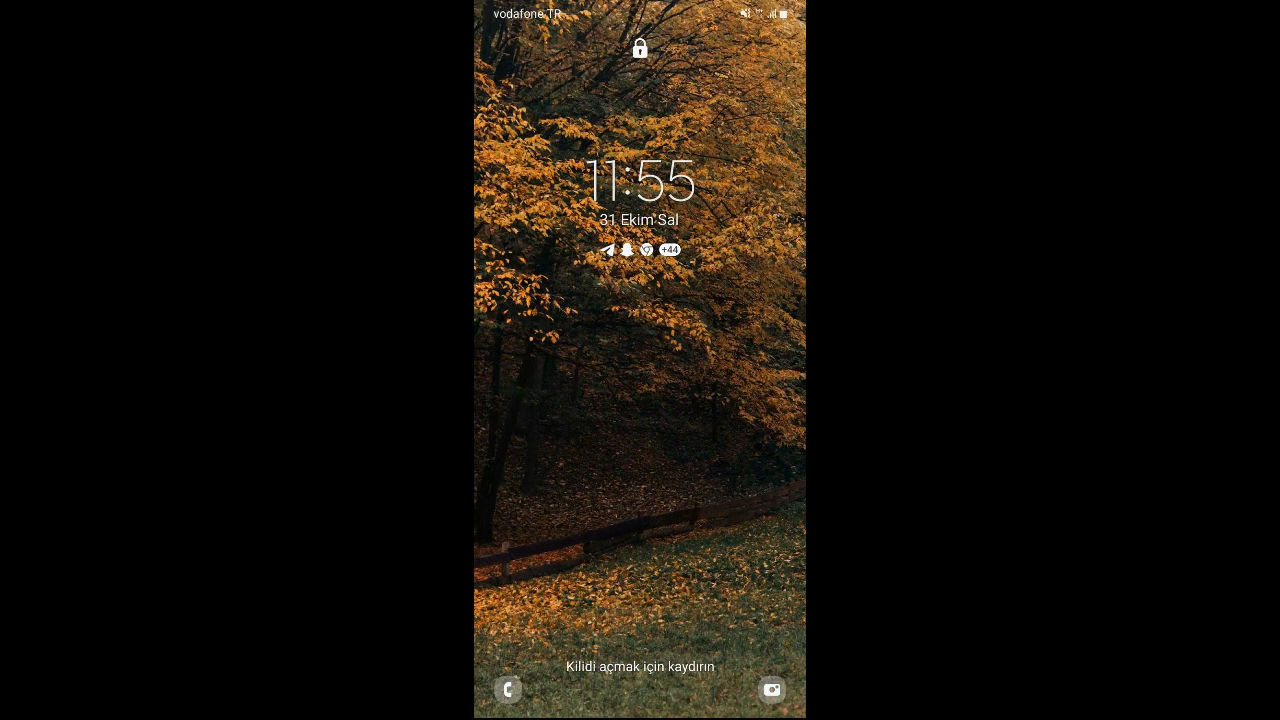 vodafone TR
11:55
31 Ekim Sal
+44
Kilidi açmak için kaydırın